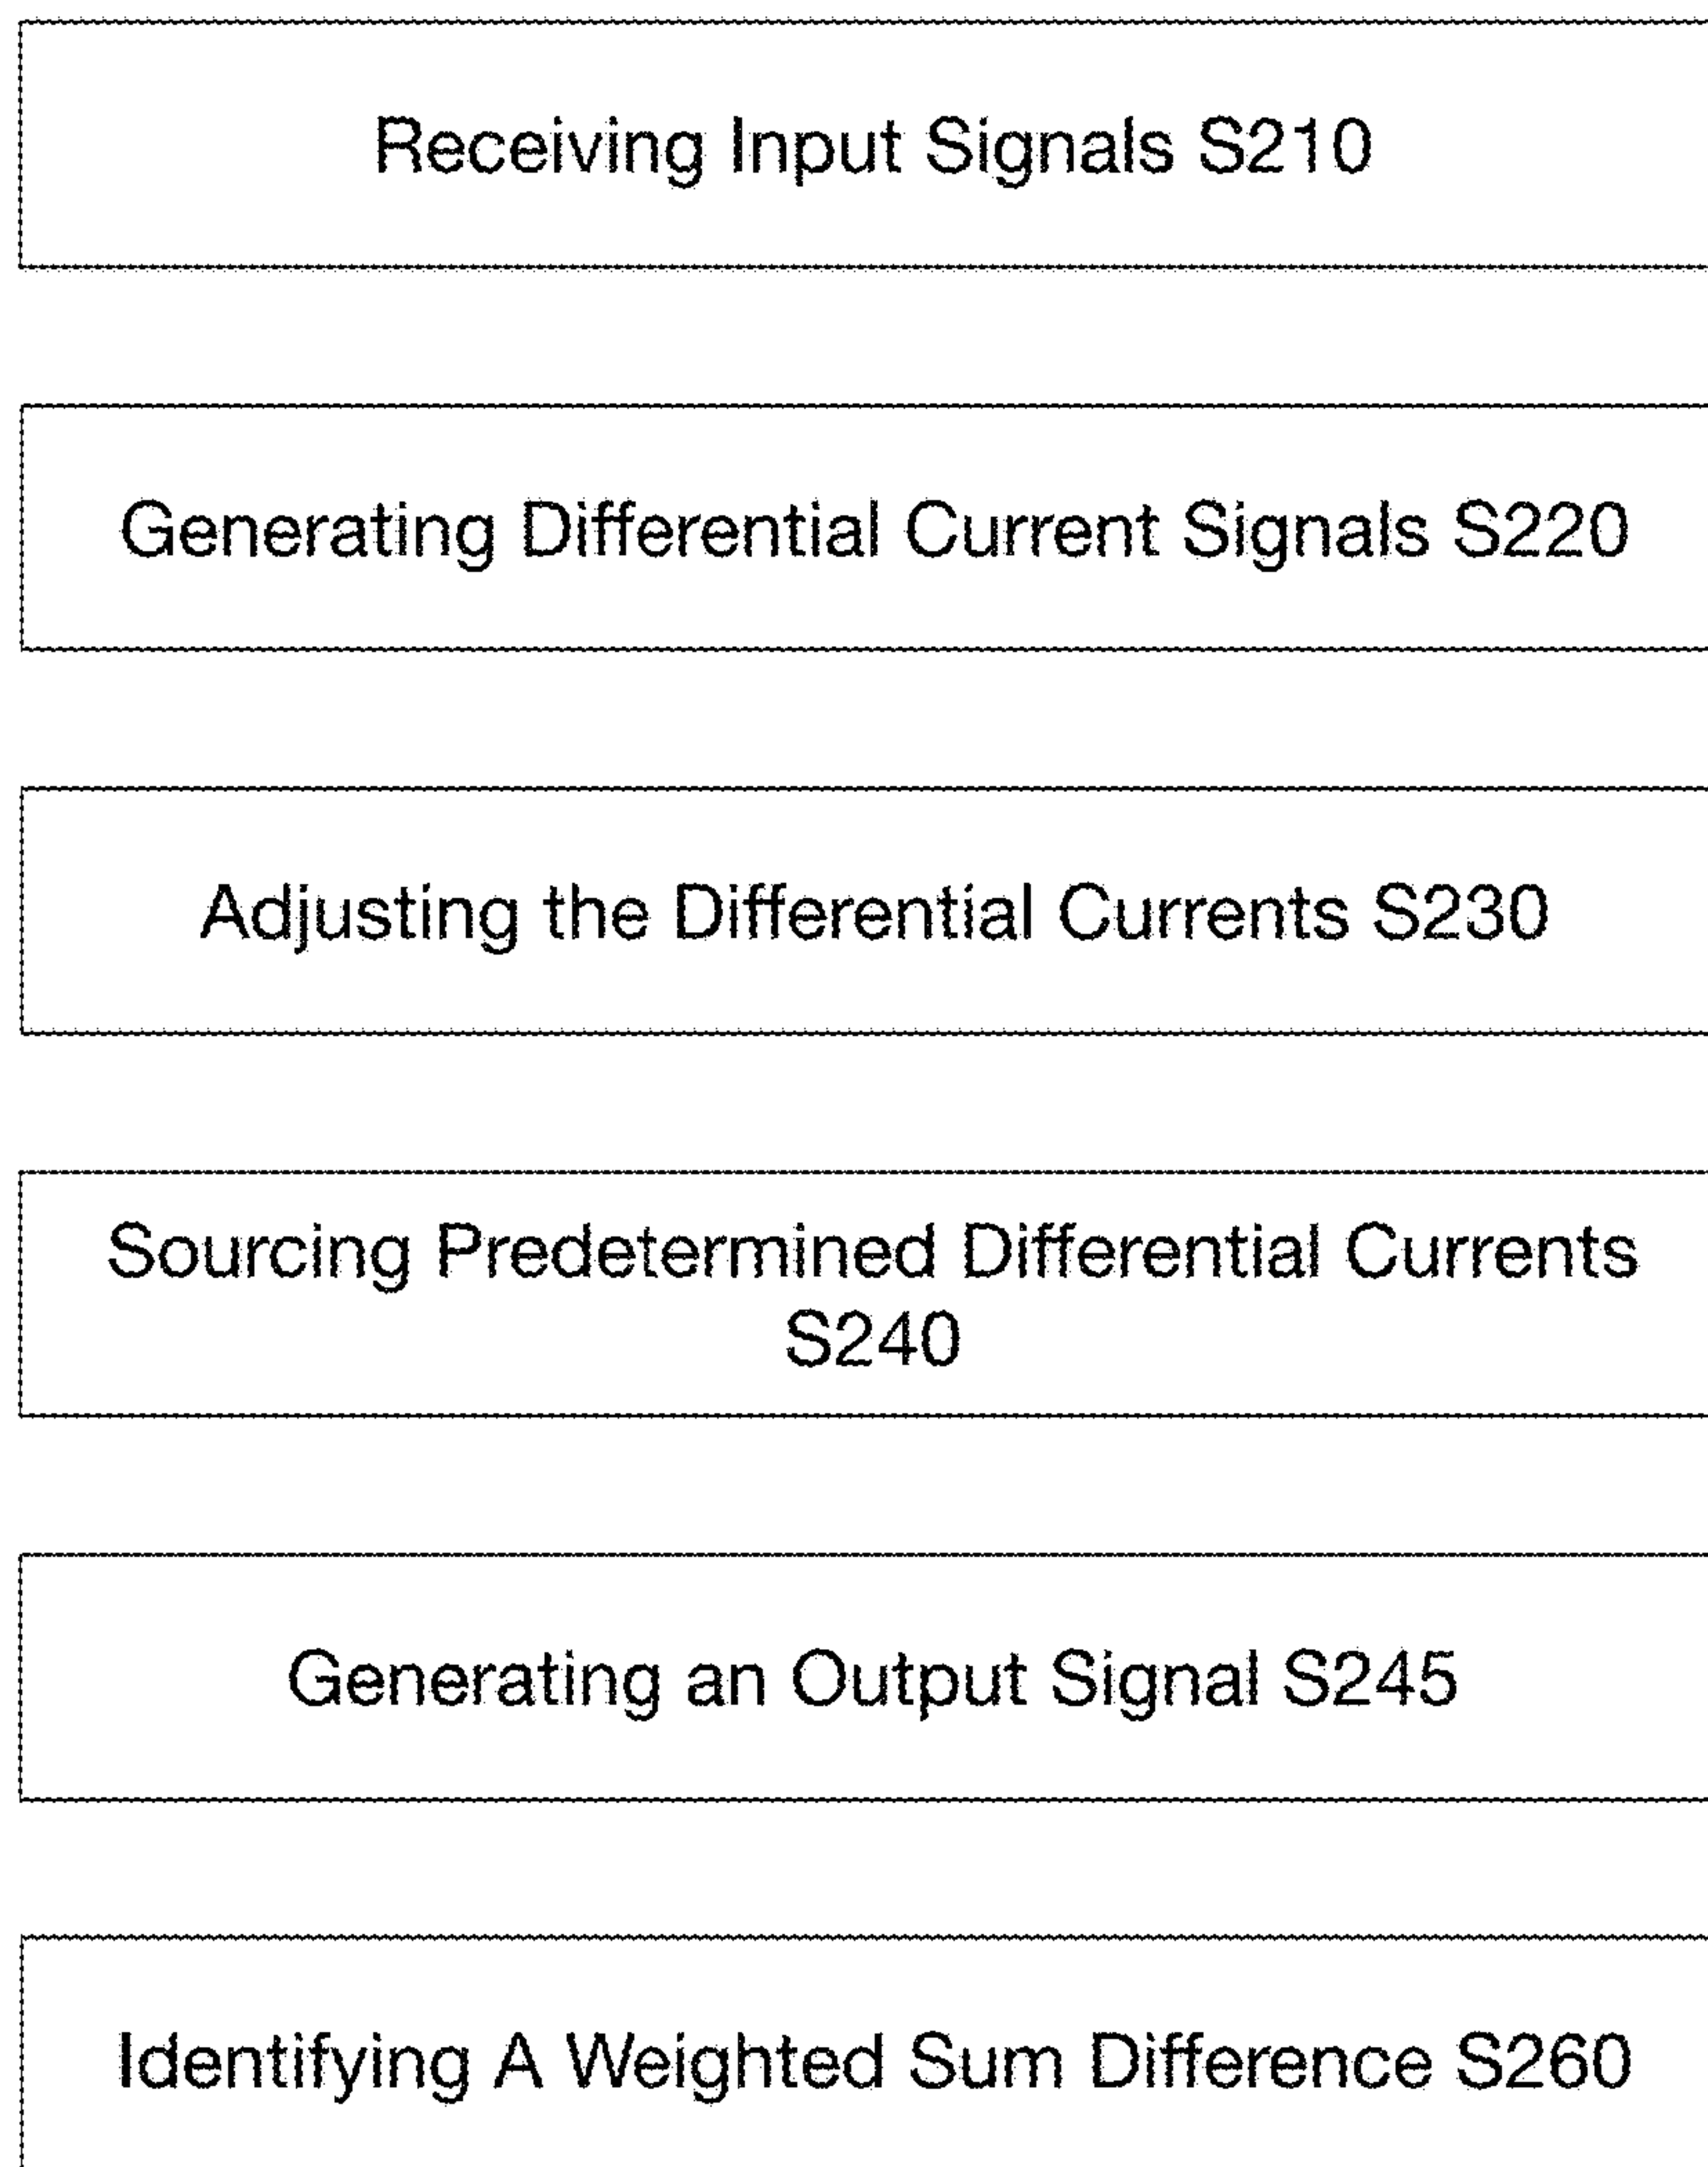 Receiving Input Signals S210
Generating Differential Current Signals S220
Adjusting the Differential Currents S230
Sourcing Predetermined Differential Currents
S240
Generating an Output Signal S245
Identifying A Weighted Sum Difference S260